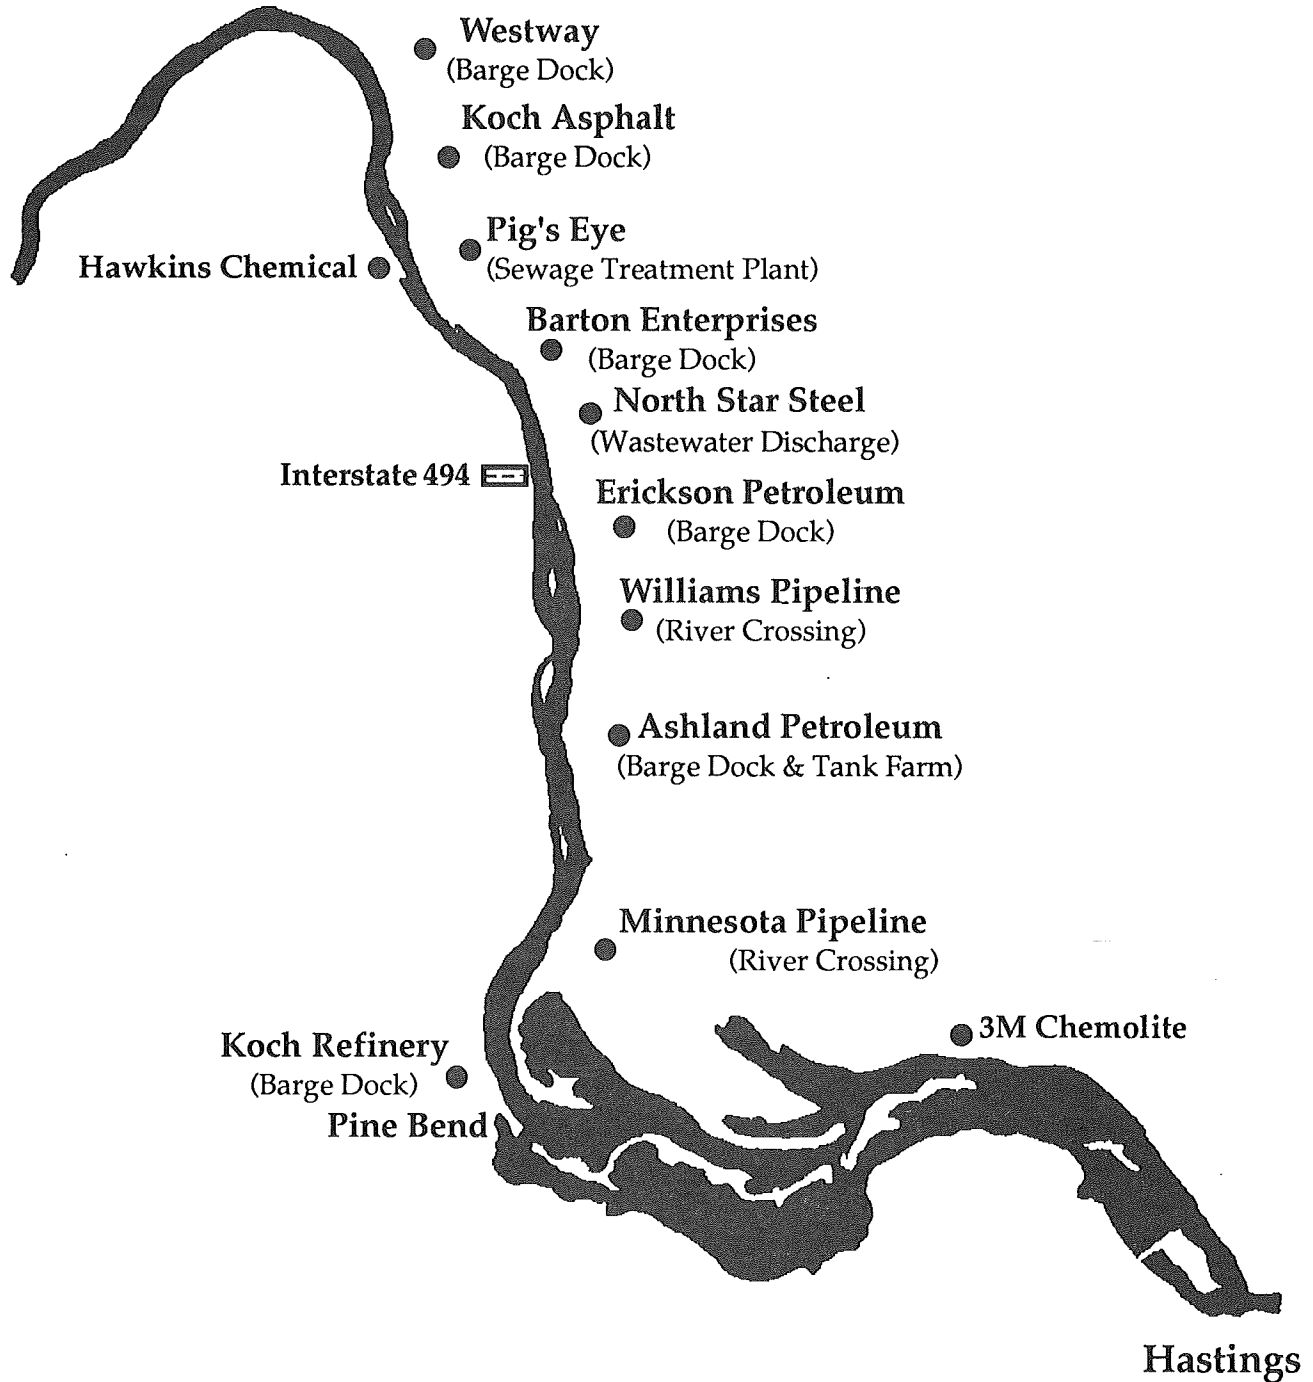 Westway
(Barge Dock)
Koch Asphalt
(Barge Dock)
Pig's Eye
(Sewage Treatment Plant)
Hawkins Chemical
Barton Enterprises
(Barge Dock)
North Star Steel
(Wastewater Discharge)
Interstate 494
Erickson Petroleum
(Barge Dock)
Williams Pipeline
(River Crossing)
Ashland Petroleum
(Barge Dock & Tank Farm)
Minnesota Pipeline
(River Crossing)
3M Chemolite
Koch Refinery
(Barge Dock)
Pine Bend
Hastings